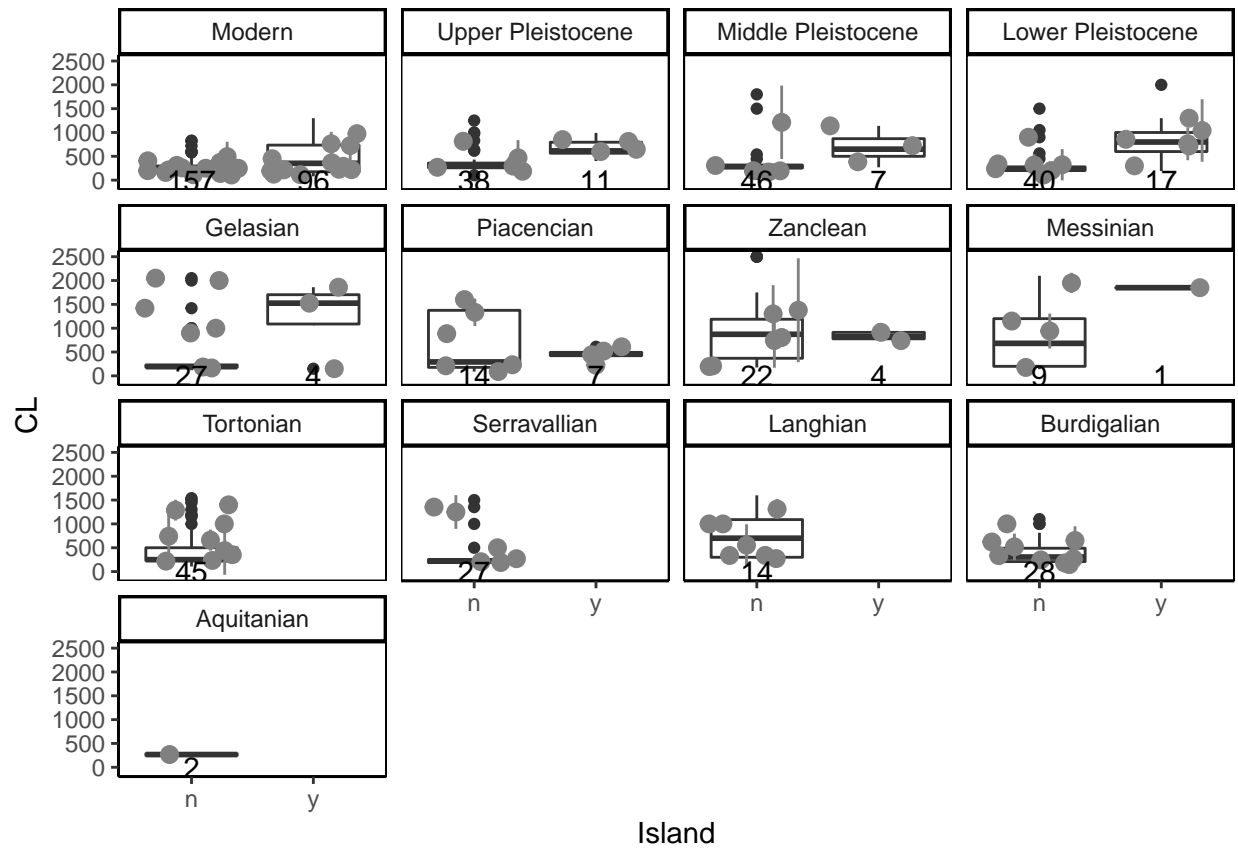 Modern Upper Pleistocene Middle Pleistocene Lower Pleistocene
2500
2000
1500
1000
500
0
157 96 38 11 46 7 40 17
Gelasian Piacencian Zanclean Messinian
2500
2000
1500
1000
500
0
27 4 14 7 22 4 9 1
CL
Tortonian Serravallian Langhian Burdigalian
2500
2000
1500
1000
500
0
45 27 14 28
n y n y n y
Aquitanian
2500
2000
1500
1000
500
0
2
n y
Island